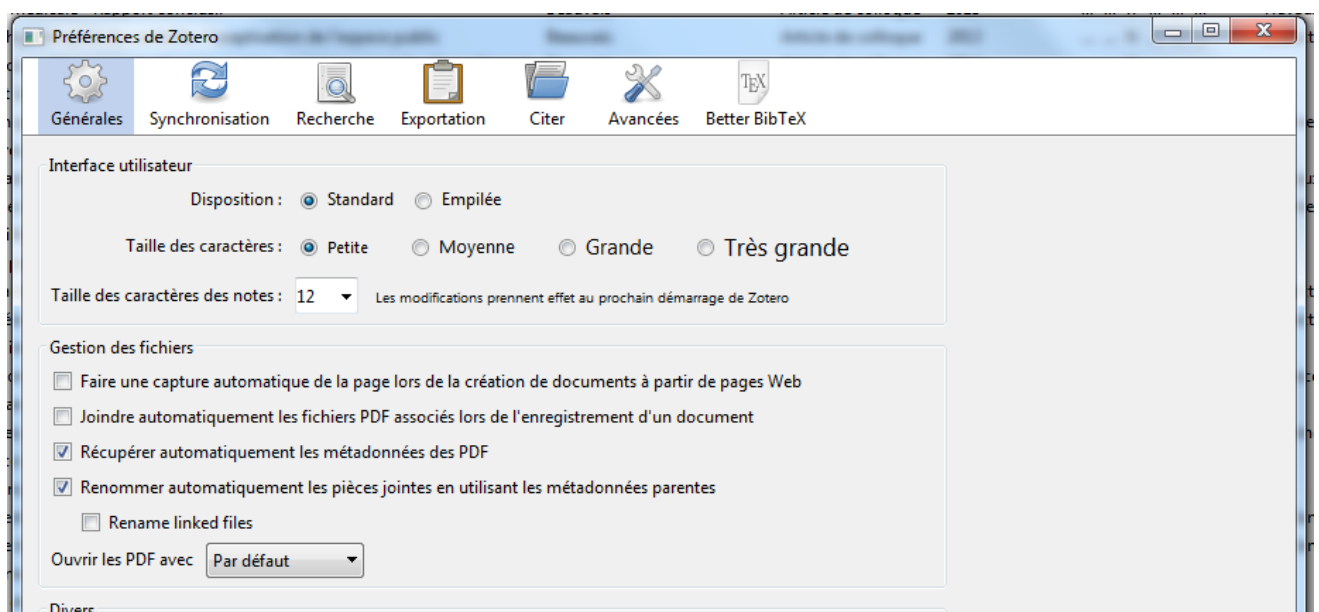 Préférences de Zotero
TEX
Générales Synchronisation Recherche Exportation Citer Avancées Better BibTeX
Interface utilisateur
Disposition : Standard Empilée
Taille des caractères : Petite Moyenne Grande Très grande
Taille des caractères des notes : 12 Les modifications prennent effet au prochain démarrage de Zotero
Gestion des fichiers
Faire une capture automatique de la page lors de la création de documents à partir de pages Web
Joindre automatiquement les fichiers PDF associés lors de l'enregistrement d'un document
Récupérer automatiquement les métadonnées des PDF
Renommer automatiquement les pièces jointes en utilisant les métadonnées parentes
Rename linked files
Ouvrir les PDF avec Par défaut
Divers